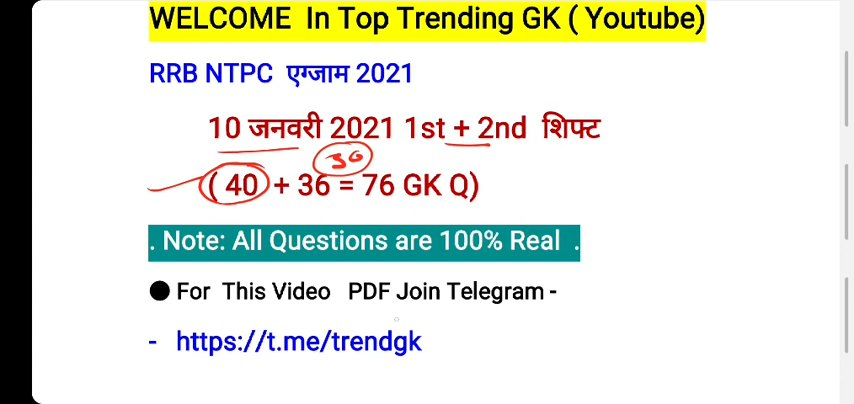 WELCOME In Top Trending GK ( Youtube)
RRB NTPC एग्जाम 2021
10 जनवरी 2021 1st + 2nd शिफ्ट
36
( 40 + 36 = 76 GK Q)
. Note: All Questions are 100% Real .
● For This Video PDF Join Telegram -
- https://t.me/trendgk